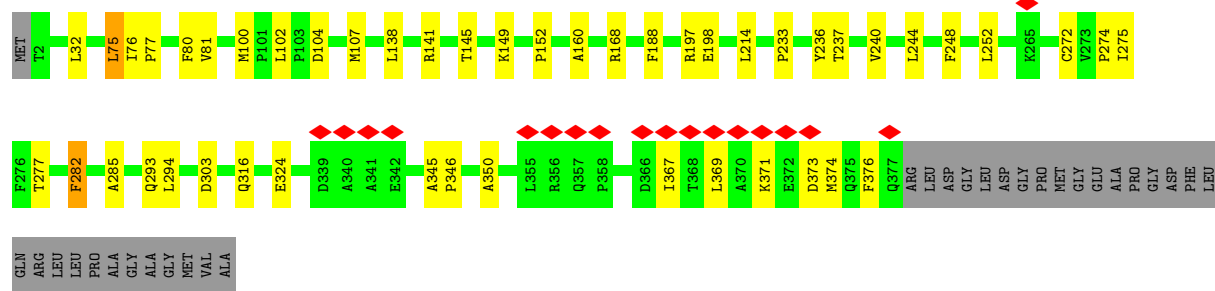 MET T2 L32 L75 I76 P77 F80 V81 M100 P101 L102 P103 D104 M107 L138 R141 T145 K149 P152 A160 R168 F188 R197 E198 L214 P233 Y236 T237 V240 L244 F248 L252 K265 C272 V273 P274 I275
F276 T277 F282 A285 Q293 L294 D303 Q316 E324 D339 A340 A341 E342 A345 P346 A350 L355 R356 Q357 P358 D366 I367 T368 L369 A370 K371 E372 D373 M374 Q375 F376 Q377 ARG LEU ASP GLY LEU ASP GLY PRO MET GLY GLU ALA PRO GLY ASP PHE LEU
GLN ARG LEU LEU PRO ALA GLY ALA GLY MET VAL ALA